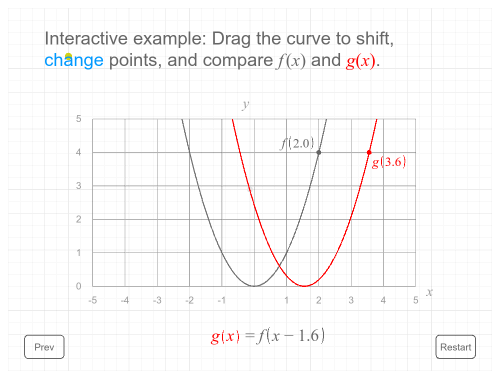 Interactive example: Drag the curve to shift,
change points, and compare f(x) and g(x).
y
5
4
3
2
1
0
f(2.0)
g(3.6)
-5 -4 -3 -2 -1 1 2 3 4 5 x
g(x) = f(x − 1.6)
Prev
Restart